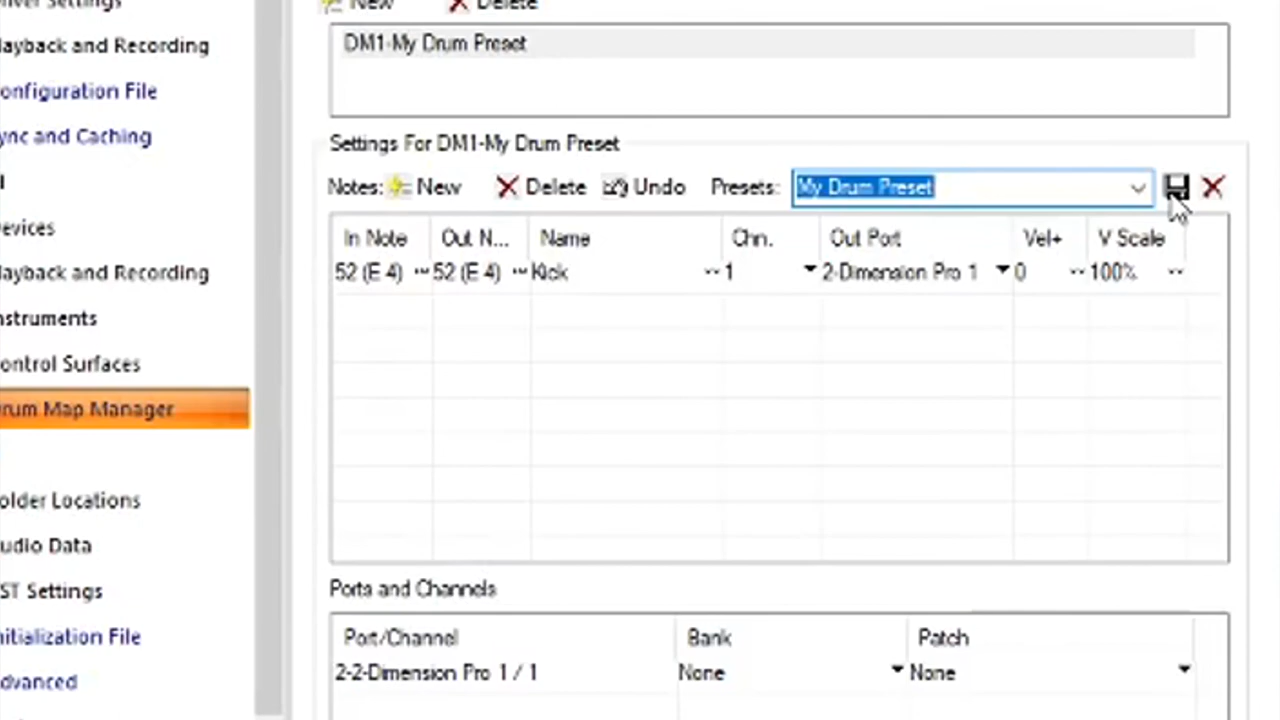 New Delete
DM1-My Drum Preset
Settings For DM1-My Drum Preset
Notes: New Delete Undo Presets: My Drum Preset
In Note Out N... Name Chn. Out Port Vel+ V Scale
52 (E 4) 52 (E 4) Kick 1 2-Dimension Pro 1 0 100%
Ports and Channels
Port/Channel Bank Patch
2-2-Dimension Pro 1 / 1 None None
river Settings
layback and Recording
onfiguration File
ync and Caching
I
evices
layback and Recording
nstruments
ontrol Surfaces
rum Map Manager
older Locations
udio Data
ST Settings
nitialization File
dvanced